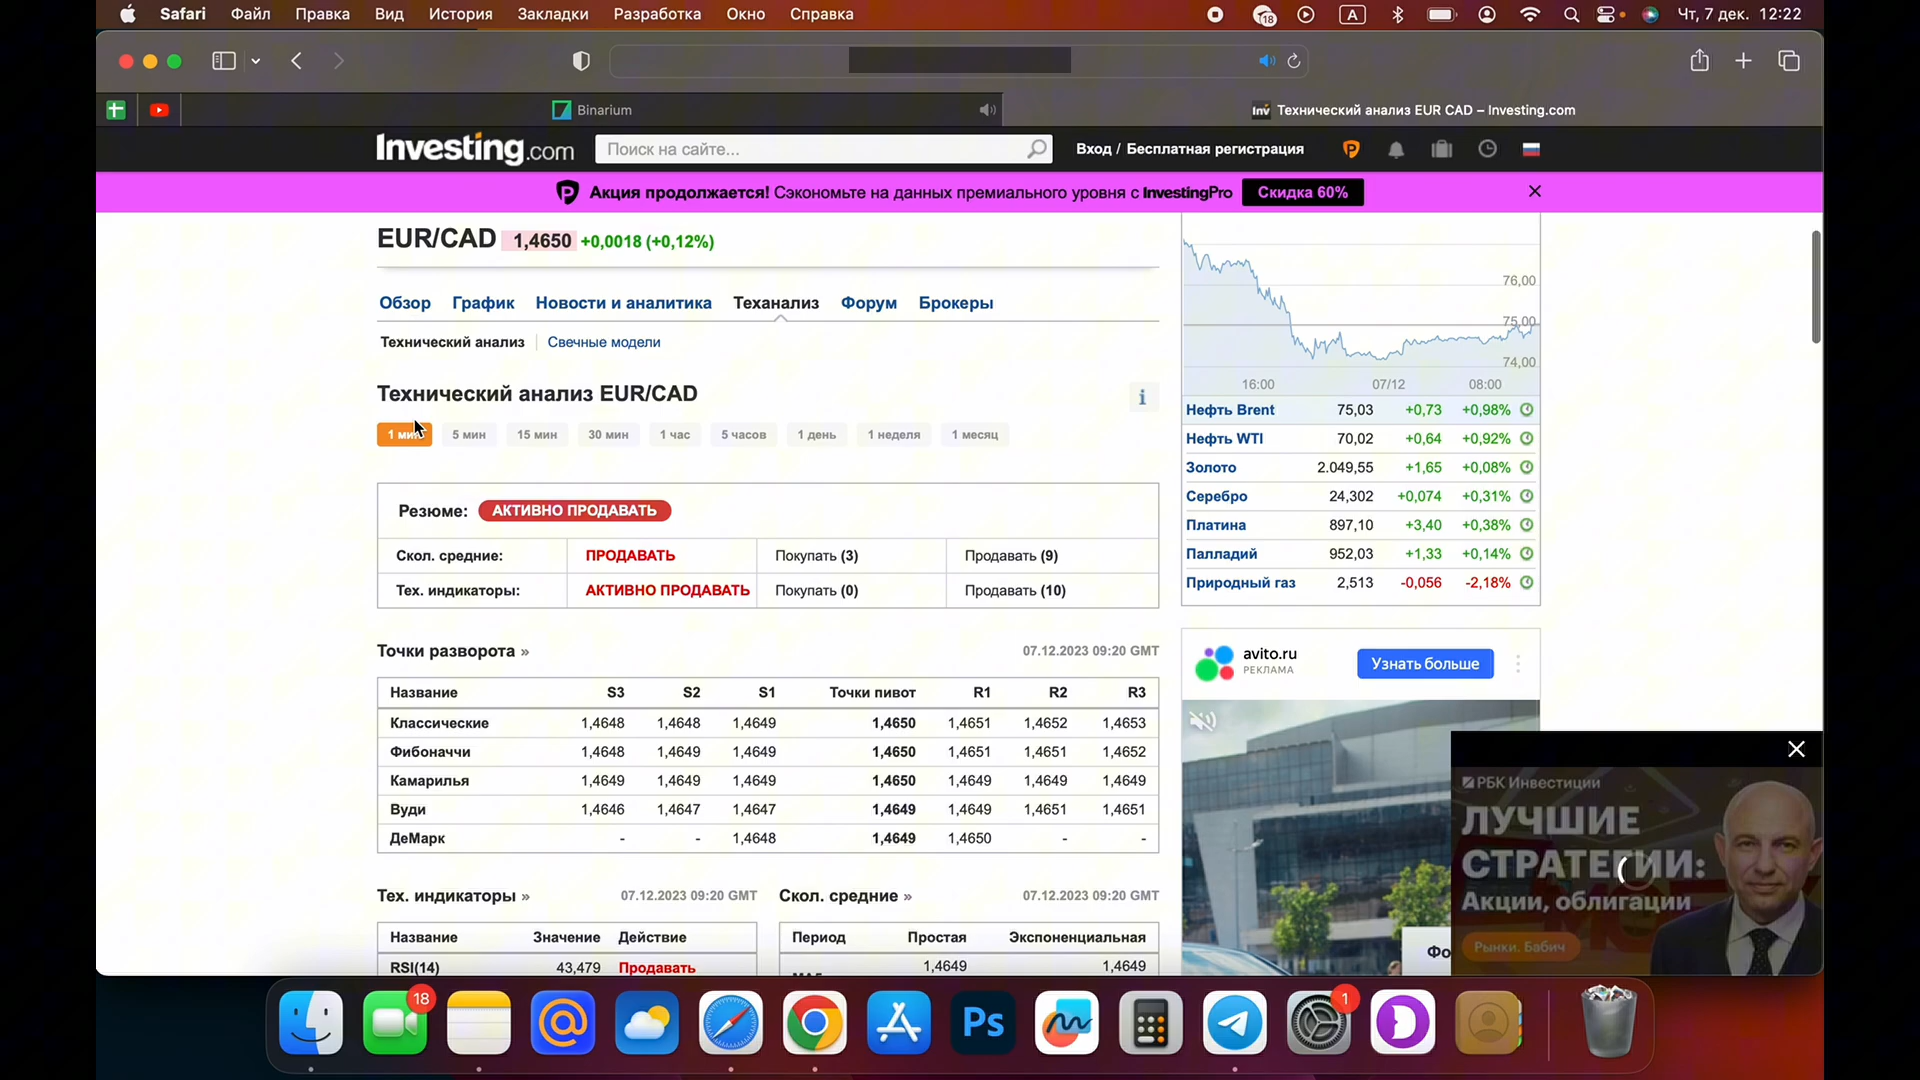 Safari Файл Правка Вид История Закладки Разработка Окно Справка 18 A Чт, 7 дек. 12:22
Binarium
Inv Технический анализ EUR CAD – Investing.com
Investing.com Поиск на сайте... Вход / Бесплатная регистрация P
P Акция продолжается! Сэкономьте на данных премиального уровня с InvestingPro Скидка 60%
EUR/CAD 1,4650 +0,0018 (+0,12%)
Обзор График Новости и аналитика Теханализ Форум Брокеры
Технический анализ Свечные модели
Технический анализ EUR/CAD i
1 мин 5 мин 15 мин 30 мин 1 час 5 часов 1 день 1 неделя 1 месяц
Резюме: АКТИВНО ПРОДАВАТЬ
Скол. средние: ПРОДАВАТЬ Покупать (3) Продавать (9)
Тех. индикаторы: АКТИВНО ПРОДАВАТЬ Покупать (0) Продавать (10)
Точки разворота » 07.12.2023 09:20 GMT
Название S3 S2 S1 Точки пивот R1 R2 R3
Классические 1,4648 1,4648 1,4649 1,4650 1,4651 1,4652 1,4653
Фибоначчи 1,4648 1,4649 1,4649 1,4650 1,4651 1,4651 1,4652
Камарилья 1,4649 1,4649 1,4649 1,4650 1,4649 1,4649 1,4649
Вуди 1,4646 1,4647 1,4647 1,4649 1,4649 1,4651 1,4651
ДеМарк - - 1,4648 1,4649 1,4650 - -
Тех. индикаторы » 07.12.2023 09:20 GMT
Название Значение Действие
RSI(14) 43,479 Продавать
Скол. средние » 07.12.2023 09:20 GMT
Период Простая Экспоненциальная
1,4649 1,4649
76,00
75,00
74,00
16:00 07/12 08:00
Нефть Brent 75,03 +0,73 +0,98%
Нефть WTI 70,02 +0,64 +0,92%
Золото 2.049,55 +1,65 +0,08%
Серебро 24,302 +0,074 +0,31%
Платина 897,10 +3,40 +0,38%
Палладий 952,03 +1,33 +0,14%
Природный газ 2,513 -0,056 -2,18%
avito.ru
РЕКЛАМА
Узнать больше
Фо
РБК Инвестиции
ЛУЧШИЕ
СТРАТЕГИИ:
Акции, облигации
Рынки. Бабич
18 Ps 1